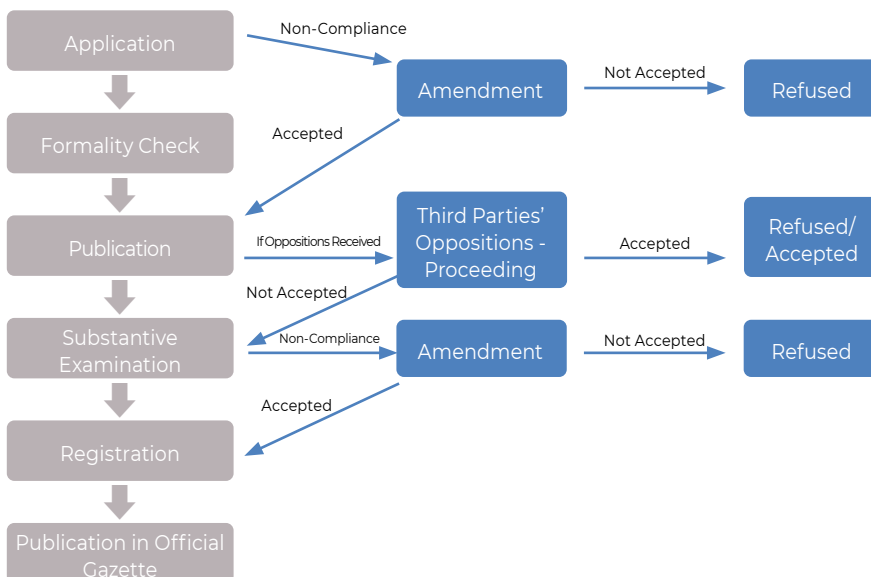 Application
Non-Compliance
Amendment
Not Accepted
Refused
Accepted
Formality Check
Publication
If Oppositions Received
Third Parties’
Oppositions -
Proceeding
Accepted
Refused/
Accepted
Not Accepted
Substantive
Examination
Non-Compliance
Amendment
Not Accepted
Refused
Accepted
Registration
Publication in Official
Gazette